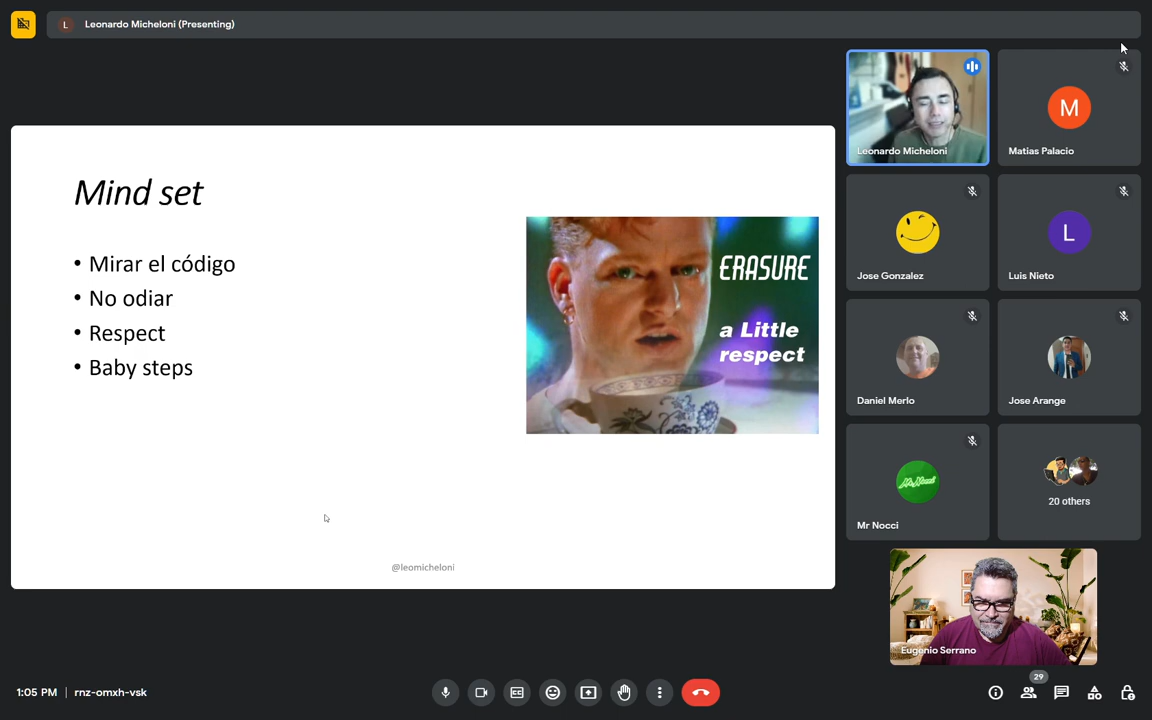 L
Leonardo Micheloni (Presenting)
Mind set
• Mirar el código
• No odiar
• Respect
• Baby steps
ERASURE
a Little
respect
@leomicheloni
Leonardo Micheloni
M
Matias Palacio
Jose Gonzalez
L
Luis Nieto
Daniel Merlo
Jose Arange
Mr Nocci
Mr Nocci
20 others
Eugenio Serrano
1:05 PM | rnz-omxh-vsk
29